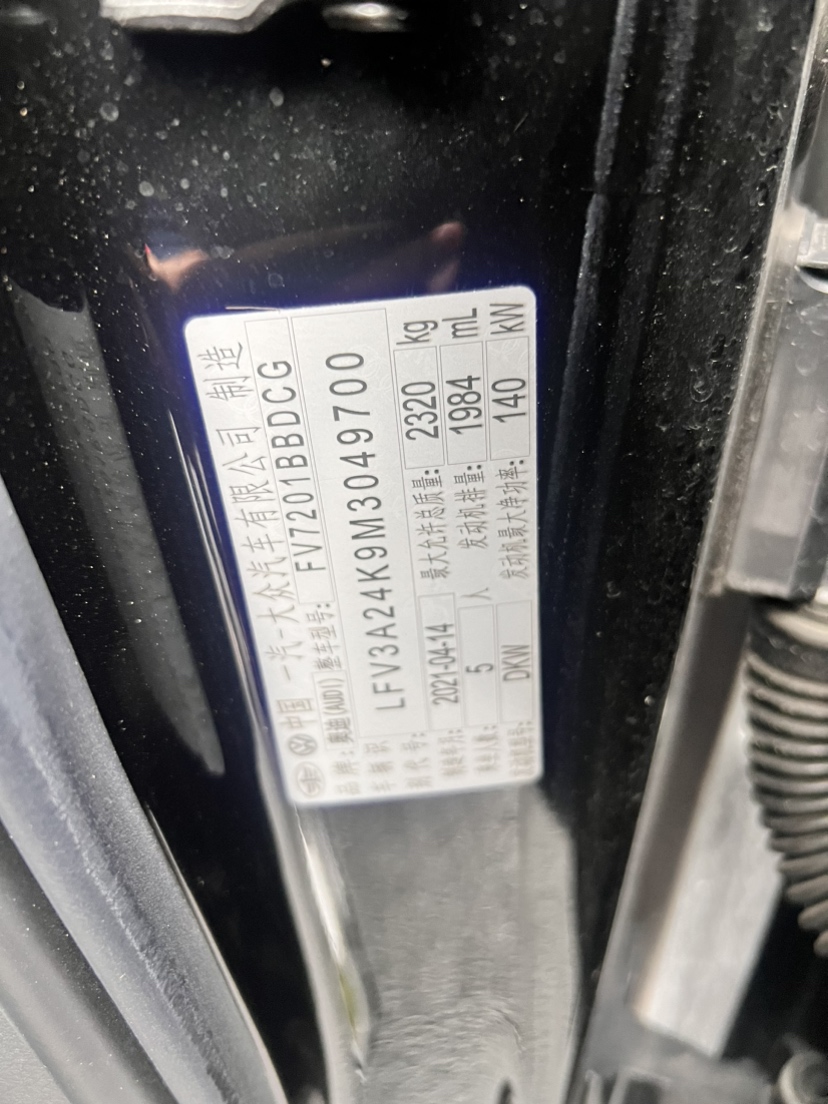 中国 一汽-大众汽车有限公司 制造
品牌: 奥迪(AUDI) 整车型号: FV7201BBDCG
车辆识别代号: LFV3A24K9M3049700
制造年月: 2021-04-14 最大允许总质量: 2320 kg
乘坐人数: 5 人 发动机排量: 1984 mL
发动机型号: DKW 发动机最大净功率: 140 kW